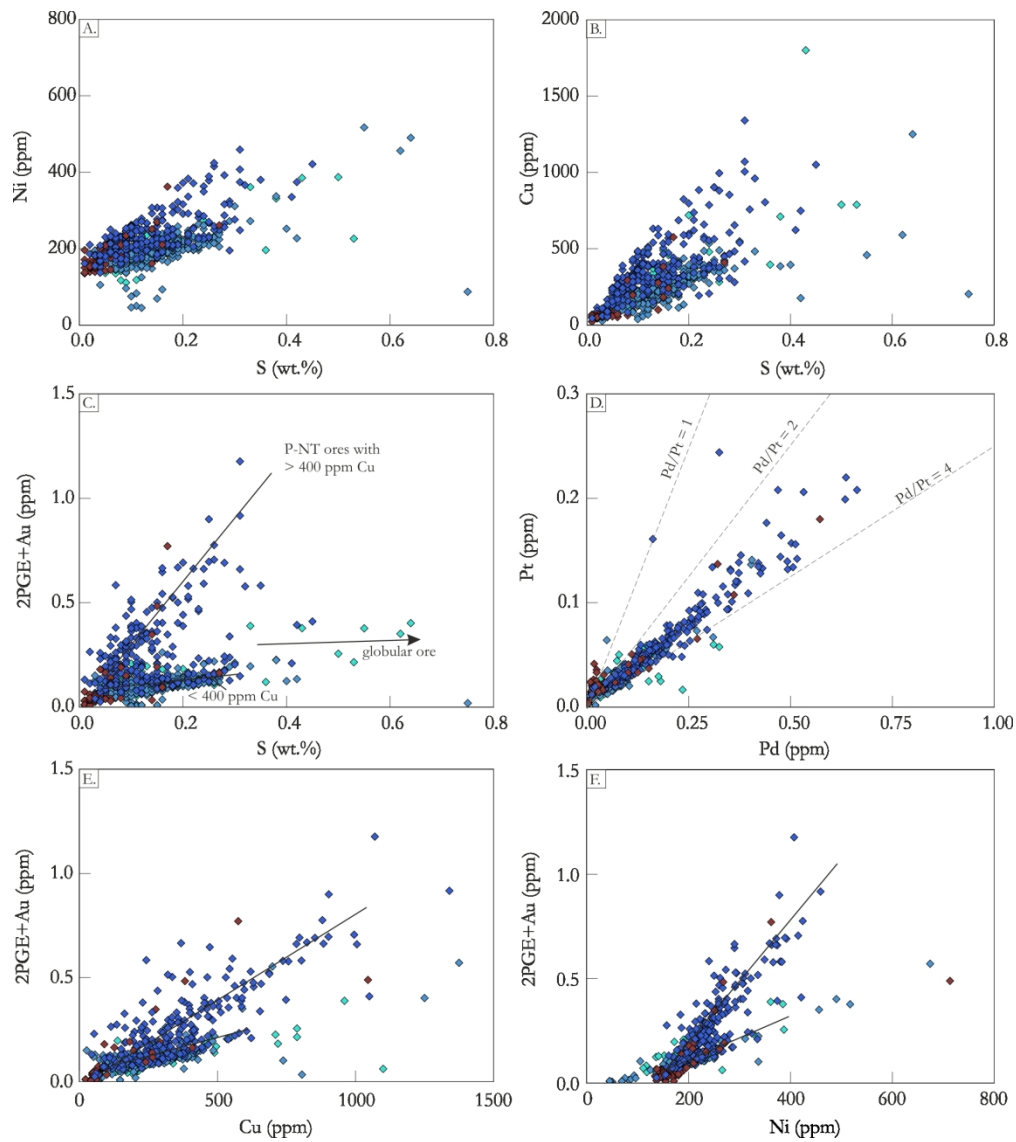 A.
800
600
400
200
0
Ni (ppm)
0.0 0.2 0.4 0.6 0.8
S (wt.%)
B.
2000
1500
1000
500
0
Cu (ppm)
0.0 0.2 0.4 0.6 0.8
S (wt.%)
C.
1.5
1.0
0.5
0.0
2PGE+Au (ppm)
P-NT ores with
> 400 ppm Cu
globular ore
< 400 ppm Cu
0.0 0.2 0.4 0.6 0.8
S (wt.%)
D.
0.3
0.2
0.1
0.0
Pt (ppm)
Pd/Pt = 1
Pd/Pt = 2
Pd/Pt = 4
0.00 0.25 0.50 0.75 1.00
Pd (ppm)
E.
1.5
1.0
0.5
0.0
2PGE+Au (ppm)
0 500 1000 1500
Cu (ppm)
F.
1.5
1.0
0.5
0.0
2PGE+Au (ppm)
0 200 400 600 800
Ni (ppm)